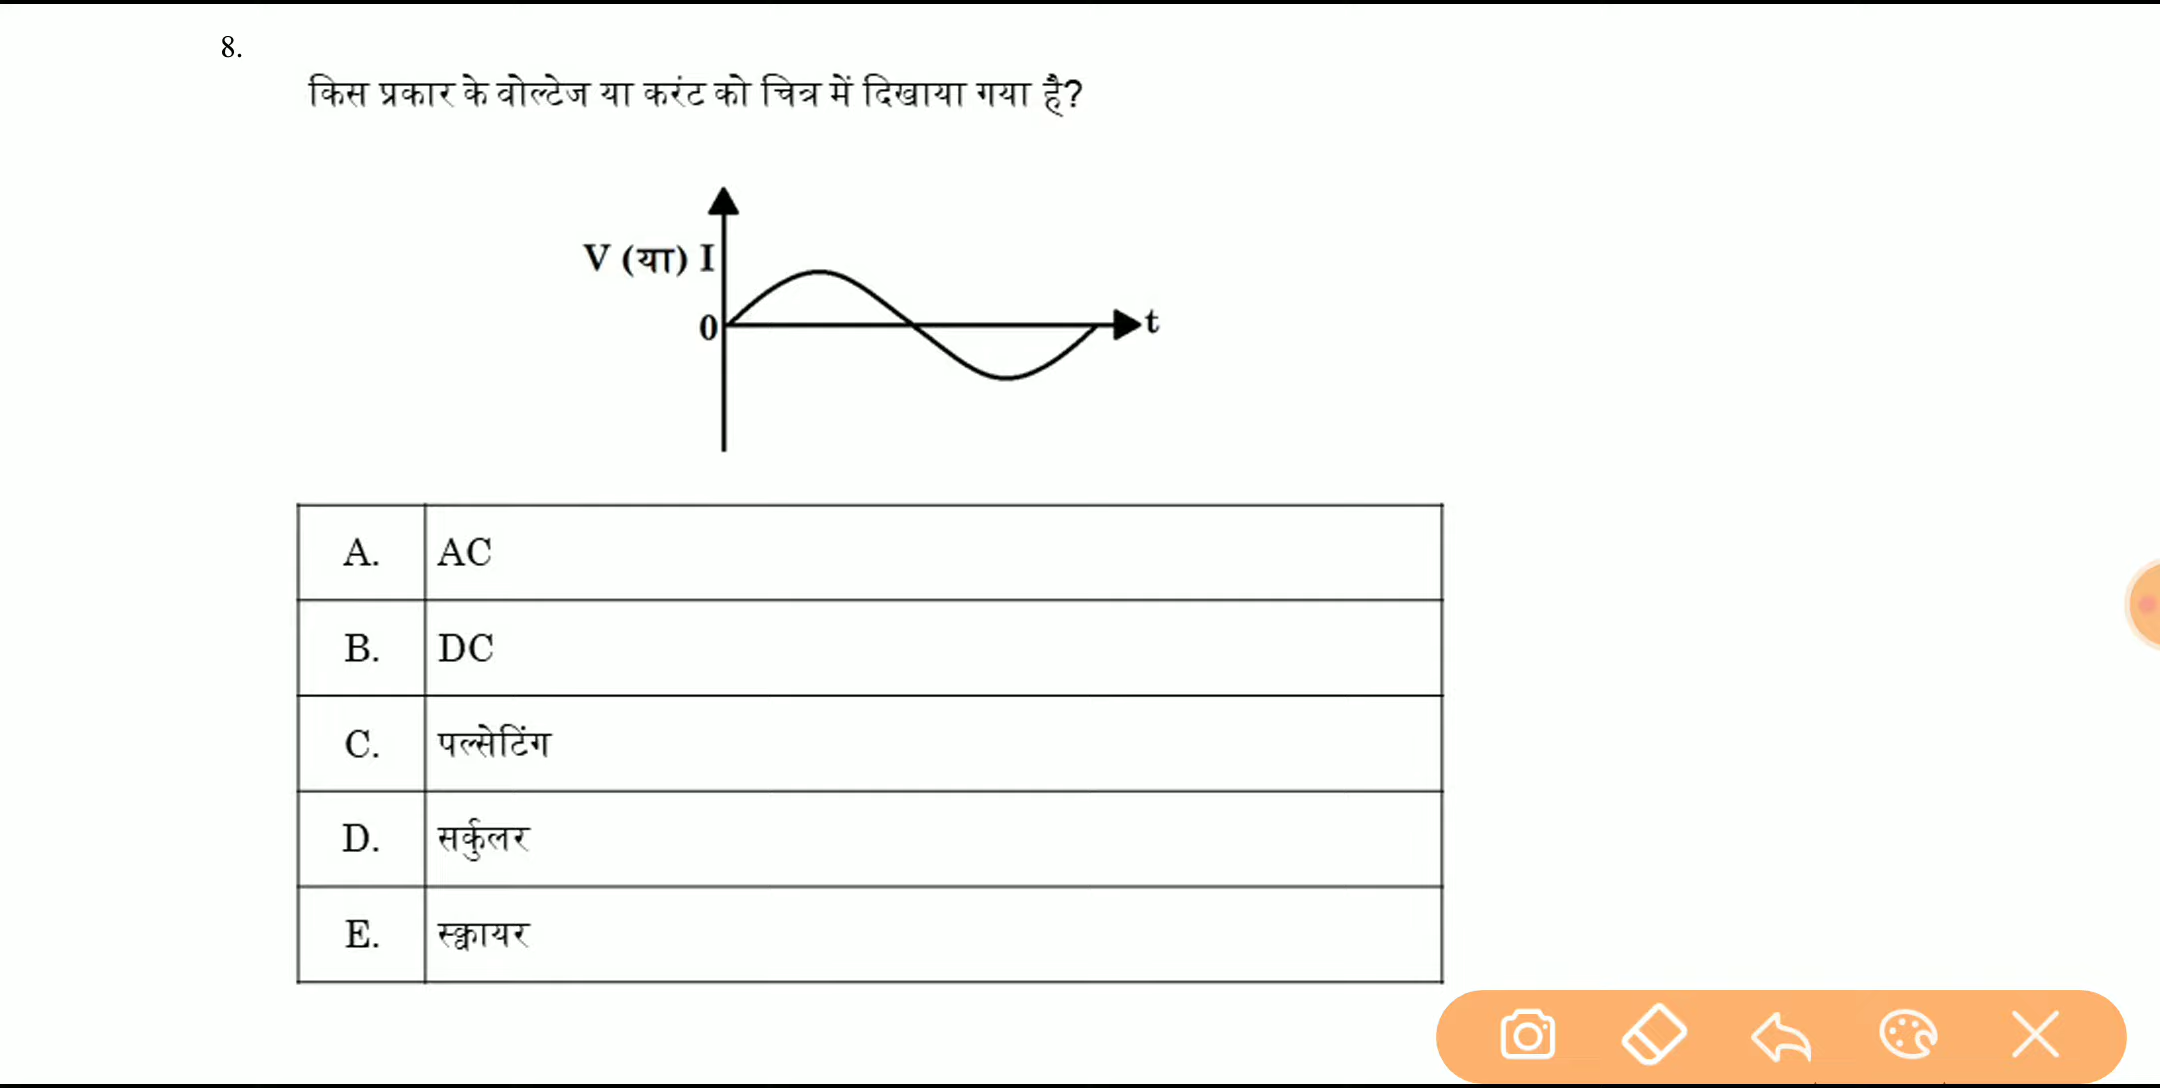 8.
किस प्रकार के वोल्टेज या करंट को चित्र में दिखाया गया है?
V (या) I
0
t
A. AC
B. DC
C. पल्सेटिंग
D. सर्कुलर
E. स्क्वायर